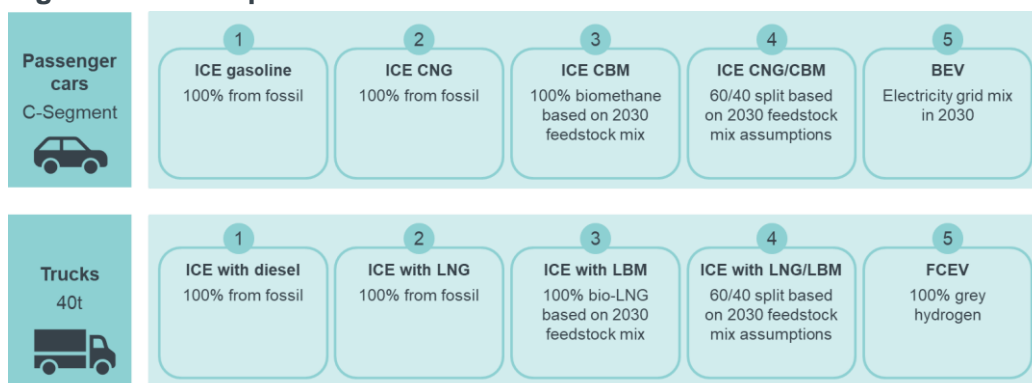 Passenger
cars
C-Segment
1
ICE gasoline
100% from fossil
2
ICE CNG
100% from fossil
3
ICE CBM
100% biomethane
based on 2030
feedstock mix
4
ICE CNG/CBM
60/40 split based
on 2030 feedstock
mix assumptions
5
BEV
Electricity grid mix
in 2030
Trucks
40t
1
ICE with diesel
100% from fossil
2
ICE with LNG
100% from fossil
3
ICE with LBM
100% bio-LNG
based on 2030
feedstock mix
4
ICE with LNG/LBM
60/40 split based
on 2030 feedstock
mix assumptions
5
FCEV
100% grey
hydrogen